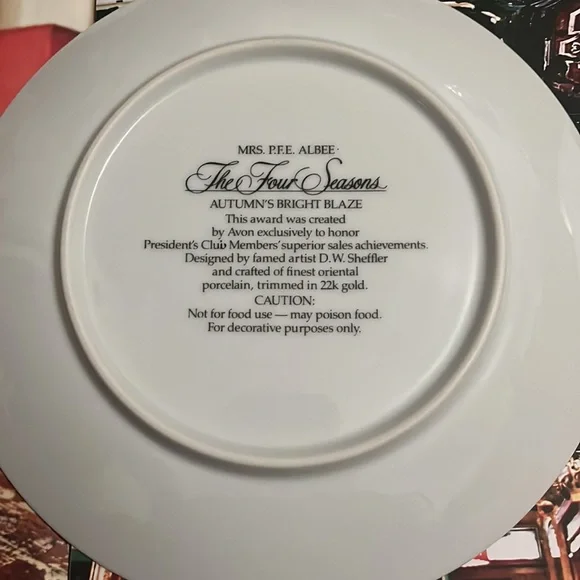 MRS. P.F.E. ALBEE
The Four Seasons
AUTUMN'S BRIGHT BLAZE
This award was created
by Avon exclusively to honor
President's Club Members' superior sales achievements.
Designed by famed artist D.W. Sheffler
and crafted of finest oriental
porcelain, trimmed in 22k gold.
CAUTION:
Not for food use — may poison food.
For decorative purposes only.